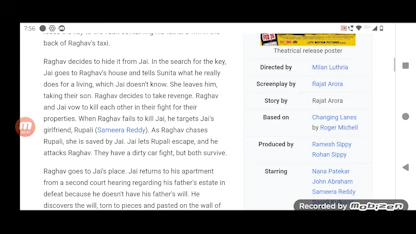 7:56
back of Raghav's taxi.
Raghav decides to hide it from Jai. In the search for the key,
Jai goes to Raghav's house and tells Sunita what he really
does for a living, which Jai doesn't know. She leaves him,
taking their son. Raghav decides to take revenge. Raghav
and Jai vow to kill each other in their fight for their
properties. When Raghav fails to kill Jai, he targets Jai's
girlfriend, Rupali (Sameera Reddy). As Raghav chases
Rupali, she is saved by Jai. Jai lets Rupali escape, and he
attacks Raghav. They have a dirty car fight, but both survive.
Raghav goes to Jai's place. Jai returns to his apartment
from a second court hearing regarding his father's estate in
defeat because he doesn't have his father's will. He
discovers the will, torn to pieces and pasted on the wall of
Theatrical release poster
Directed by Milan Luthria
Screenplay by Rajat Arora
Story by Rajat Arora
Based on Changing Lanes
by Roger Michell
Produced by Ramesh Sippy
Rohan Sippy
Starring Nana Patekar
John Abraham
Sameera Reddy
Recorded by Mobizen